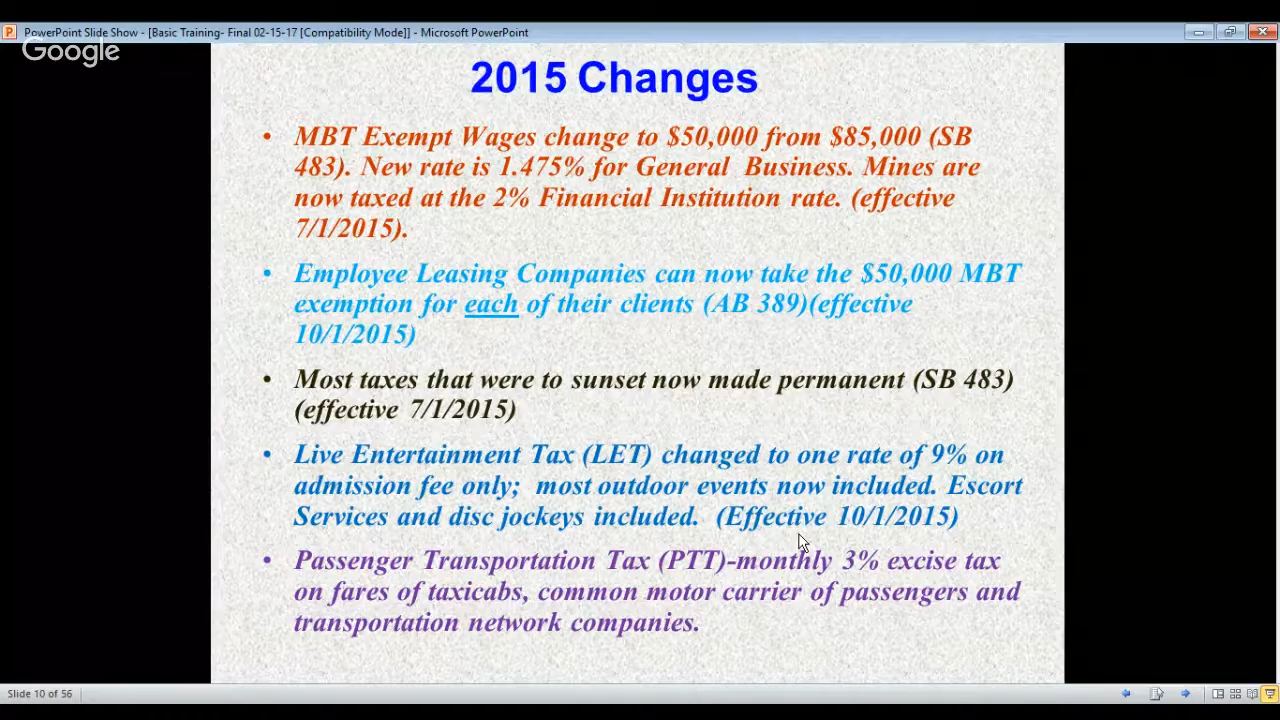 PowerPoint Slide Show - [Basic Training- Final 02-15-17 [Compatibility Mode]] - Microsoft PowerPoint
Google
2015 Changes
• MBT Exempt Wages change to $50,000 from $85,000 (SB
483). New rate is 1.475% for General Business. Mines are
now taxed at the 2% Financial Institution rate. (effective
7/1/2015).
• Employee Leasing Companies can now take the $50,000 MBT
exemption for each of their clients (AB 389)(effective
10/1/2015)
• Most taxes that were to sunset now made permanent (SB 483)
(effective 7/1/2015)
• Live Entertainment Tax (LET) changed to one rate of 9% on
admission fee only; most outdoor events now included. Escort
Services and disc jockeys included. (Effective 10/1/2015)
• Passenger Transportation Tax (PTT)-monthly 3% excise tax
on fares of taxicabs, common motor carrier of passengers and
transportation network companies.
Slide 10 of 56